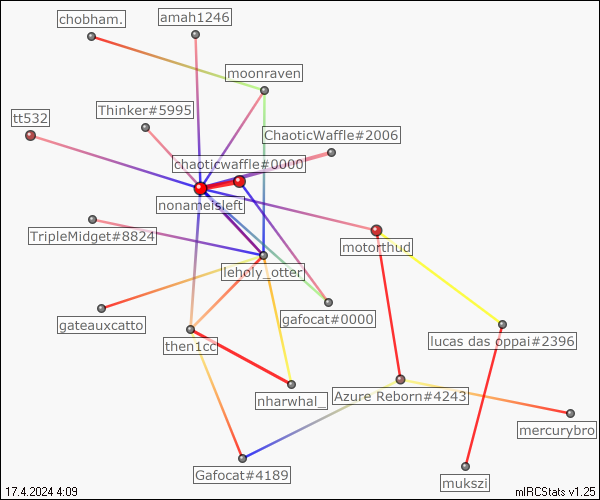 chobham.
amah1246
moonraven
Thinker#5995
tt532
ChaoticWaffle#2006
chaoticwaffle#0000
nonameisleft
TripleMidget#8824
motorthud
leholy_otter
gafocat#0000
gateauxcatto
then1cc
lucas das oppai#2396
nharwhal_
Azure Reborn#4243
mercurybro
Gafocat#4189
mukszi
17.4.2024 4:09
mIRCStats v1.25